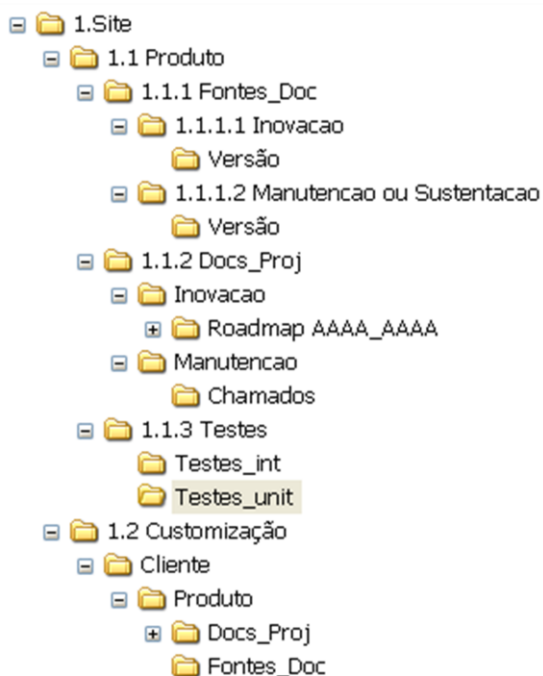 1.Site
1.1 Produto
1.1.1 Fontes_Doc
1.1.1.1 Inovacao
Versão
1.1.1.2 Manutencao ou Sustentacao
Versão
1.1.2 Docs_Proj
Inovacao
Roadmap AAAA_AAAA
Manutencao
Chamados
1.1.3 Testes
Testes_int
Testes_unit
1.2 Customização
Cliente
Produto
Docs_Proj
Fontes_Doc